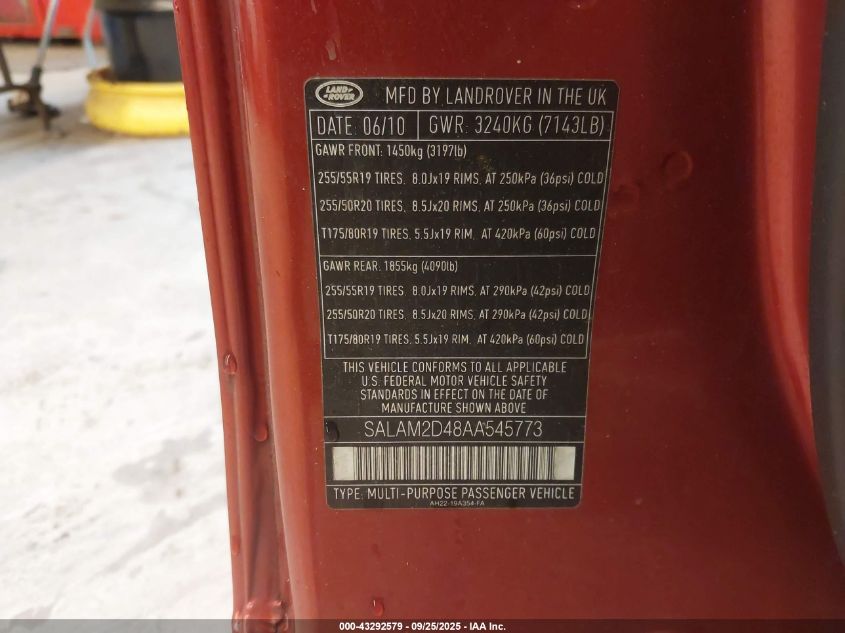 LAND ROVER
MFD BY LANDROVER IN THE UK
DATE: 06/10 GWR: 3240KG (7143LB)
GAWR FRONT: 1450kg (3197lb)
255/55R19 TIRES, 8.0Jx19 RIMS, AT 250kPa (36psi) COLD
255/50R20 TIRES, 8.5Jx20 RIMS, AT 250kPa (36psi) COLD
T175/80R19 TIRES, 5.5Jx19 RIM, AT 420kPa (60psi) COLD
GAWR REAR: 1855kg (4090lb)
255/55R19 TIRES, 8.0Jx19 RIMS, AT 290kPa (42psi) COLD
255/50R20 TIRES, 8.5Jx20 RIMS, AT 290kPa (42psi) COLD
T175/80R19 TIRES, 5.5Jx19 RIM, AT 420kPa (60psi) COLD
THIS VEHICLE CONFORMS TO ALL APPLICABLE
U.S. FEDERAL MOTOR VEHICLE SAFETY
STANDARDS IN EFFECT ON THE DATE OF
MANUFACTURE SHOWN ABOVE
SALAM2D48AA545773
TYPE: MULTI-PURPOSE PASSENGER VEHICLE
AH22-19A354-FA
000-43292579 - 09/25/2025 - IAA Inc.